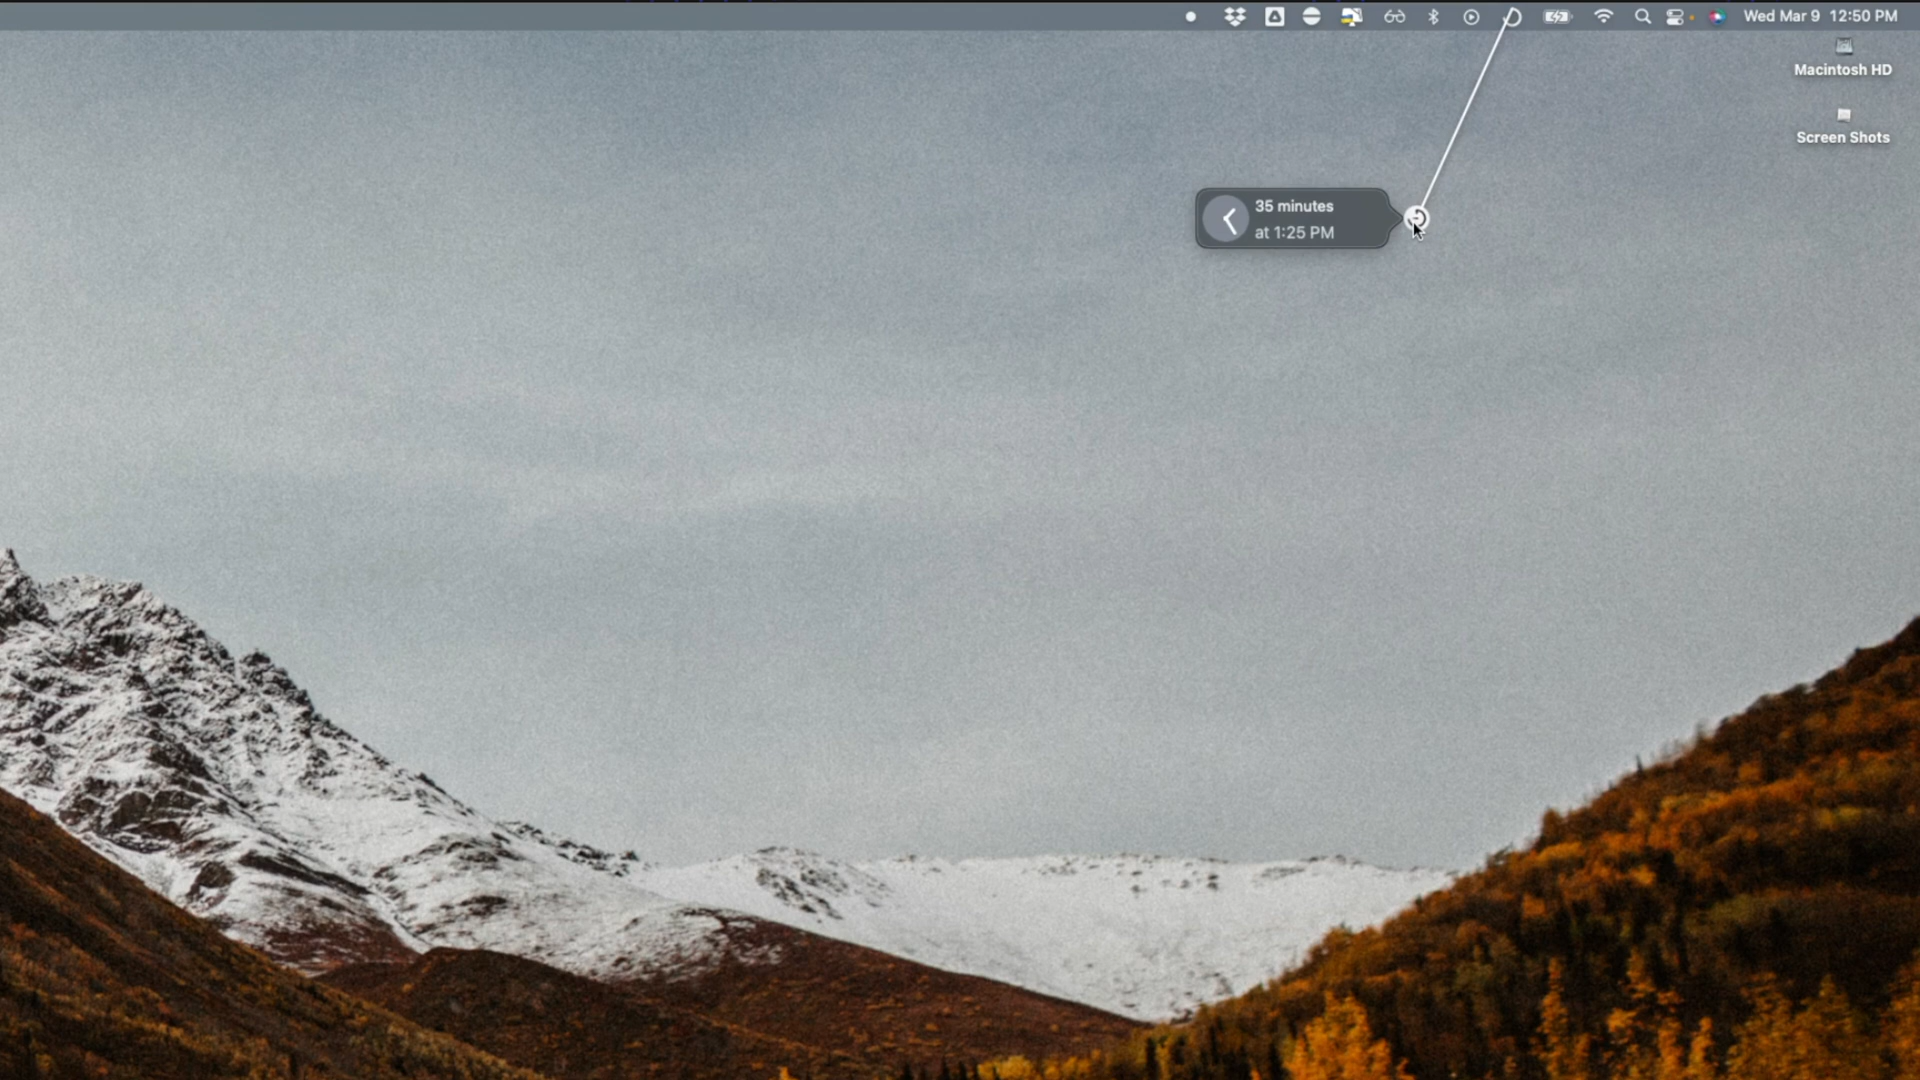 Wed Mar 9 12:50 PM
Macintosh HD
Screen Shots
35 minutes
at 1:25 PM